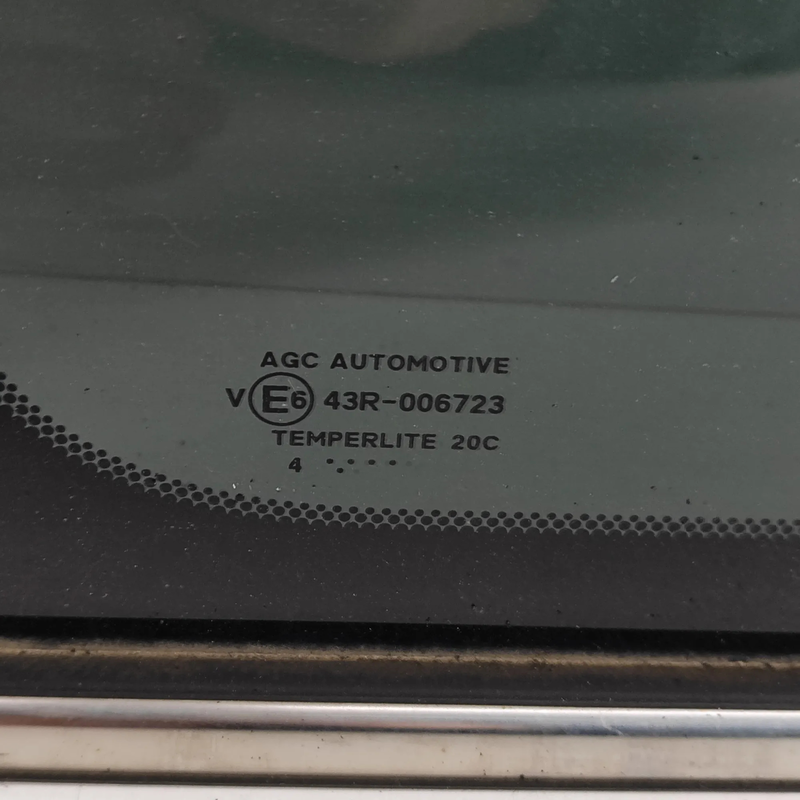 AGC AUTOMOTIVE
V E6 43R-006723
TEMPERLITE 20C
4